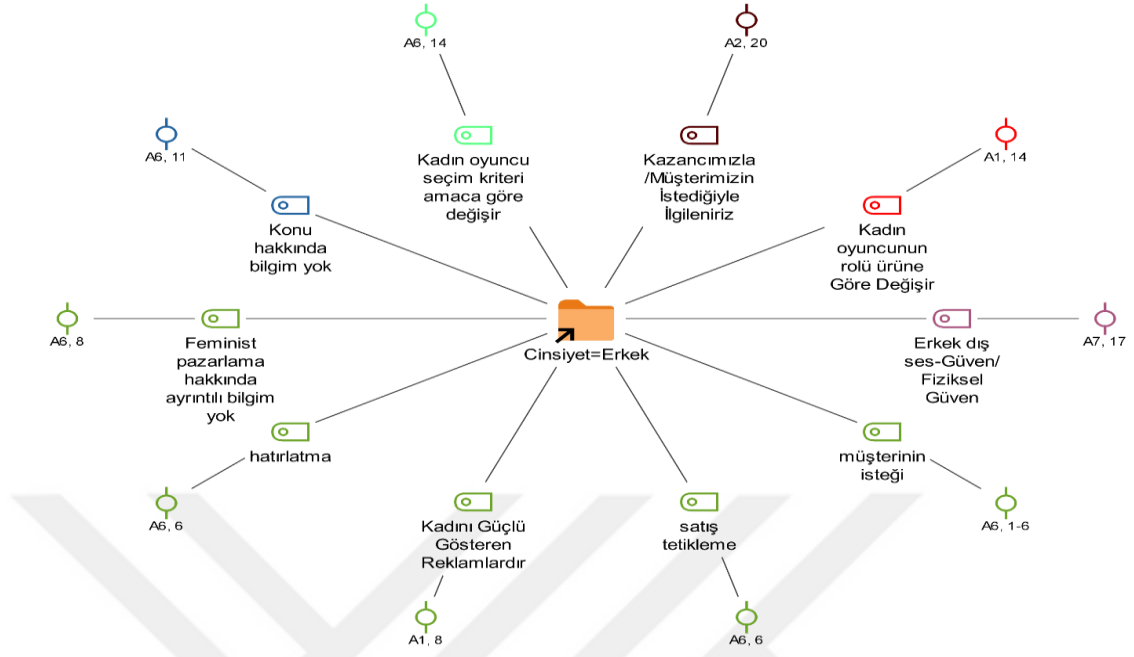 A6, 14
A2, 20
Kadın oyuncu
seçim kriteri
amaca göre
değişir
Kazancımızla
/Müşterimizin
İstediğiyle
İlgileniriz
A6, 11
A1, 14
Konu
hakkında
bilgim yok
Kadın
oyuncunun
rolü ürüne
Göre Değişir
Cinsiyet=Erkek
A6, 8
Feminist
pazarlama
hakkında
ayrıntılı bilgim
yok
Erkek dış
ses-Güven/
Fiziksel
Güven
A7, 17
hatırlatma
müşterinin
isteği
A6, 6
Kadını Güçlü
Gösteren
Reklamlardır
satış
tetikleme
A6, 1-6
A1, 8
A6, 6